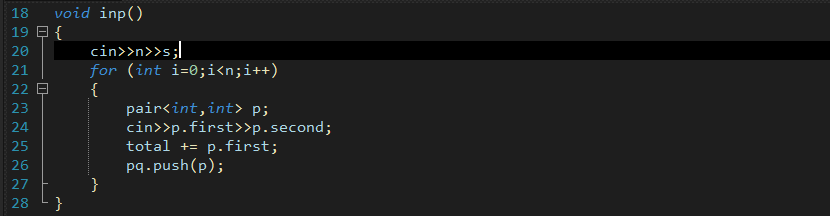 18 void inp()
19 {
20 cin>>n>>s;
21 for (int i=0;i<n;i++)
22 {
23 pair<int,int> p;
24 cin>>p.first>>p.second;
25 total += p.first;
26 pq.push(p);
27 }
28 }